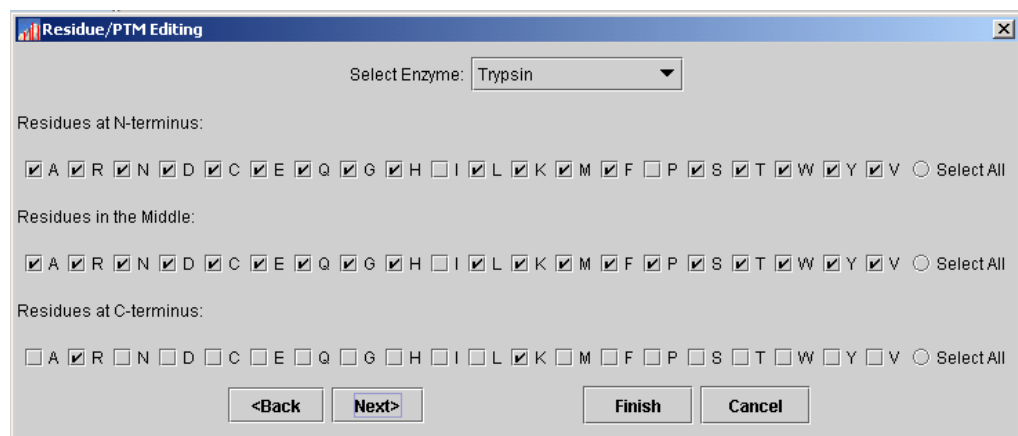 Residue/PTM Editing
Select Enzyme: Trypsin
Residues at N-terminus:
A R N D C E Q G H I L K M F P S T W Y V Select All
Residues in the Middle:
A R N D C E Q G H I L K M F P S T W Y V Select All
Residues at C-terminus:
A R N D C E Q G H I L K M F P S T W Y V Select All
<Back Next> Finish Cancel